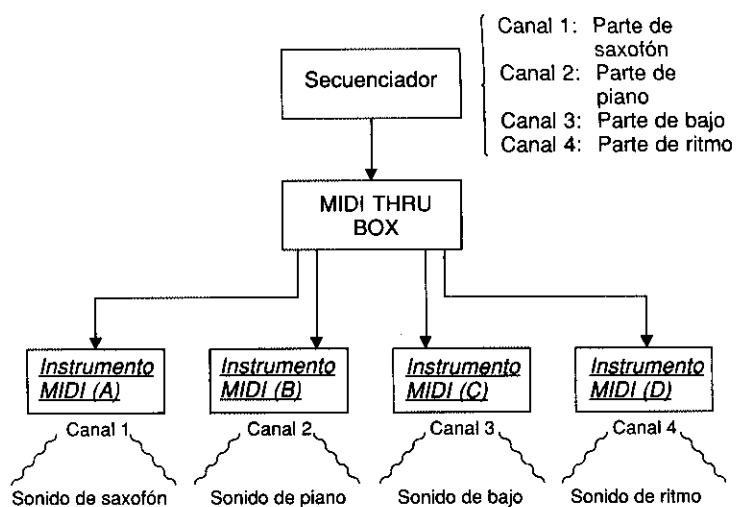 Secuenciador
Canal 1: Parte de
saxofón
Canal 2: Parte de
piano
Canal 3: Parte de bajo
Canal 4: Parte de ritmo
MIDI THRU
BOX
Instrumento
MIDI (A)
Instrumento
MIDI (B)
Instrumento
MIDI (C)
Instrumento
MIDI (D)
Canal 1
Canal 2
Canal 3
Canal 4
Sonido de saxofón
Sonido de piano
Sonido de bajo
Sonido de ritmo